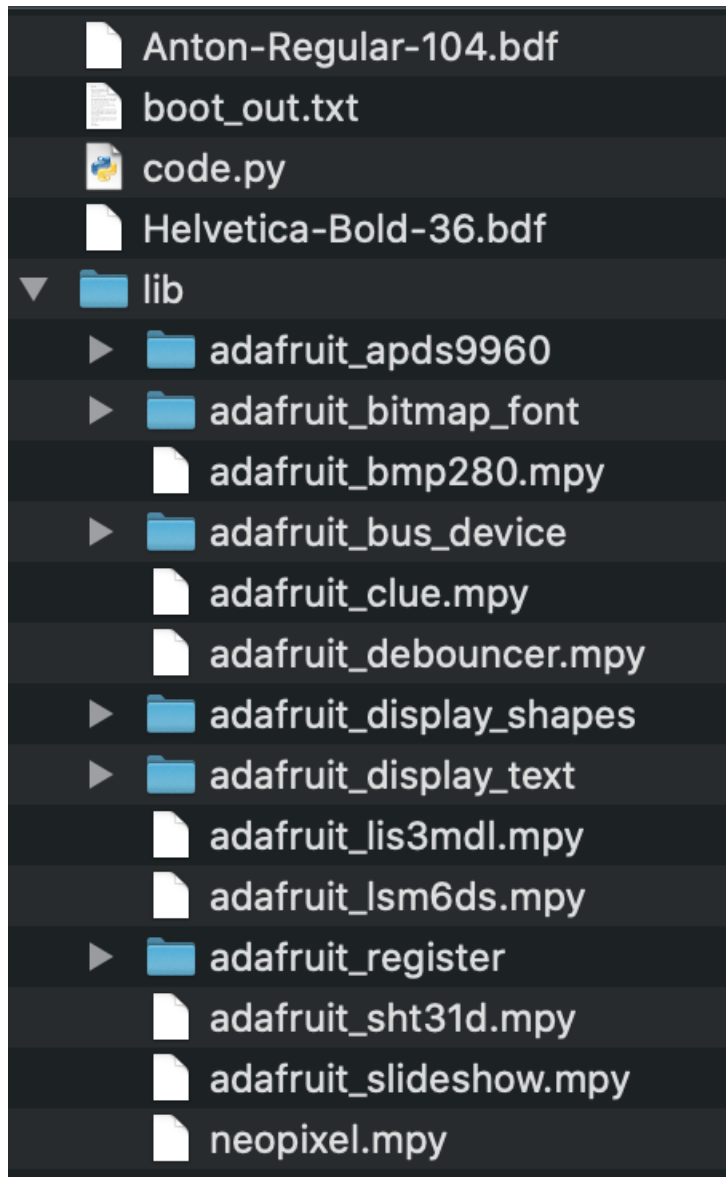 Anton-Regular-104.bdf
boot_out.txt
code.py
Helvetica-Bold-36.bdf
lib
adafruit_apds9960
adafruit_bitmap_font
adafruit_bmp280.mpy
adafruit_bus_device
adafruit_clue.mpy
adafruit_debouncer.mpy
adafruit_display_shapes
adafruit_display_text
adafruit_lis3mdl.mpy
adafruit_lsm6ds.mpy
adafruit_register
adafruit_sht31d.mpy
adafruit_slideshow.mpy
neopixel.mpy